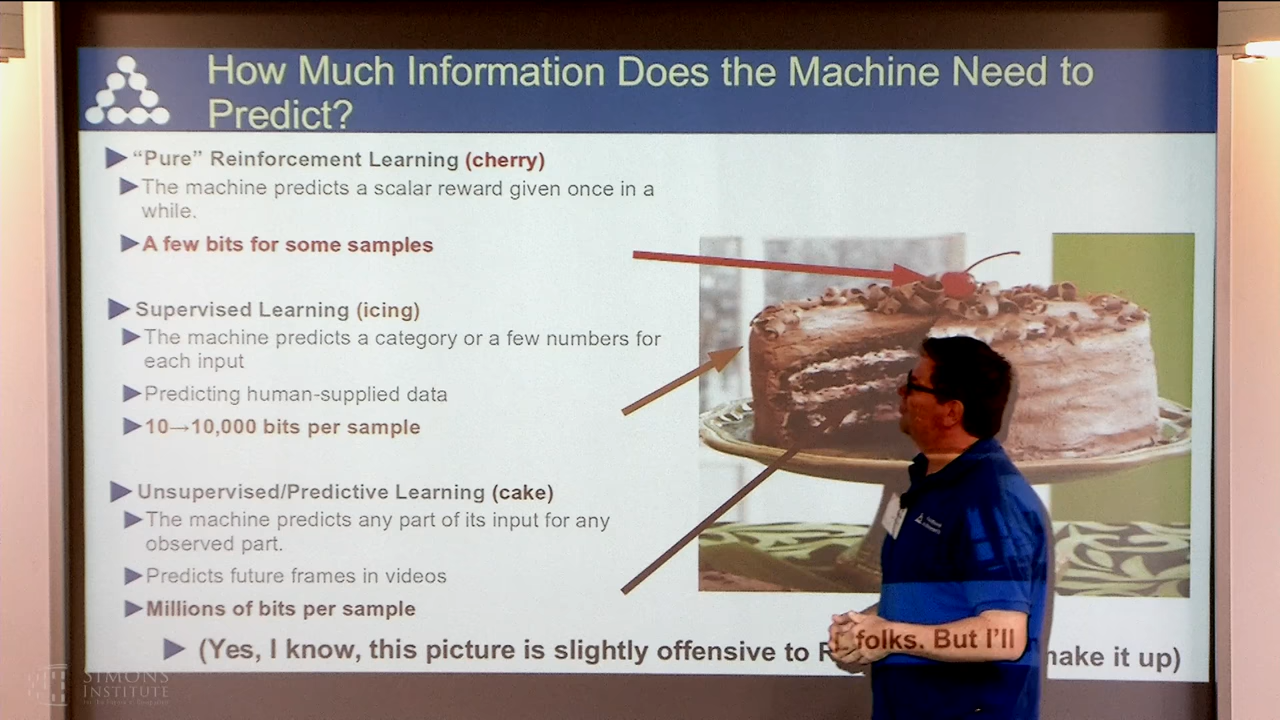 How Much Information Does the Machine Need to
Predict?
“Pure” Reinforcement Learning (cherry)
The machine predicts a scalar reward given once in a
while.
A few bits for some samples
Supervised Learning (icing)
The machine predicts a category or a few numbers for
each input
Predicting human-supplied data
10→10,000 bits per sample
Unsupervised/Predictive Learning (cake)
The machine predicts any part of its input for any
observed part.
Predicts future frames in videos
Millions of bits per sample
(Yes, I know, this picture is slightly offensive to folks. But I'll make it up)
SIMONS
INSTITUTE